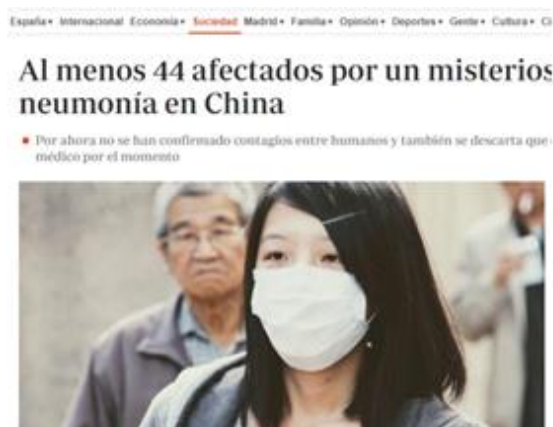 España Internacional Economía Sociedad Madrid Familia Opinión Deportes Gente Cultura
Al menos 44 afectados por un misterios
neumonía en China
Por ahora no se han confirmado contagios entre humanos y también se descarta que
médico por el momento